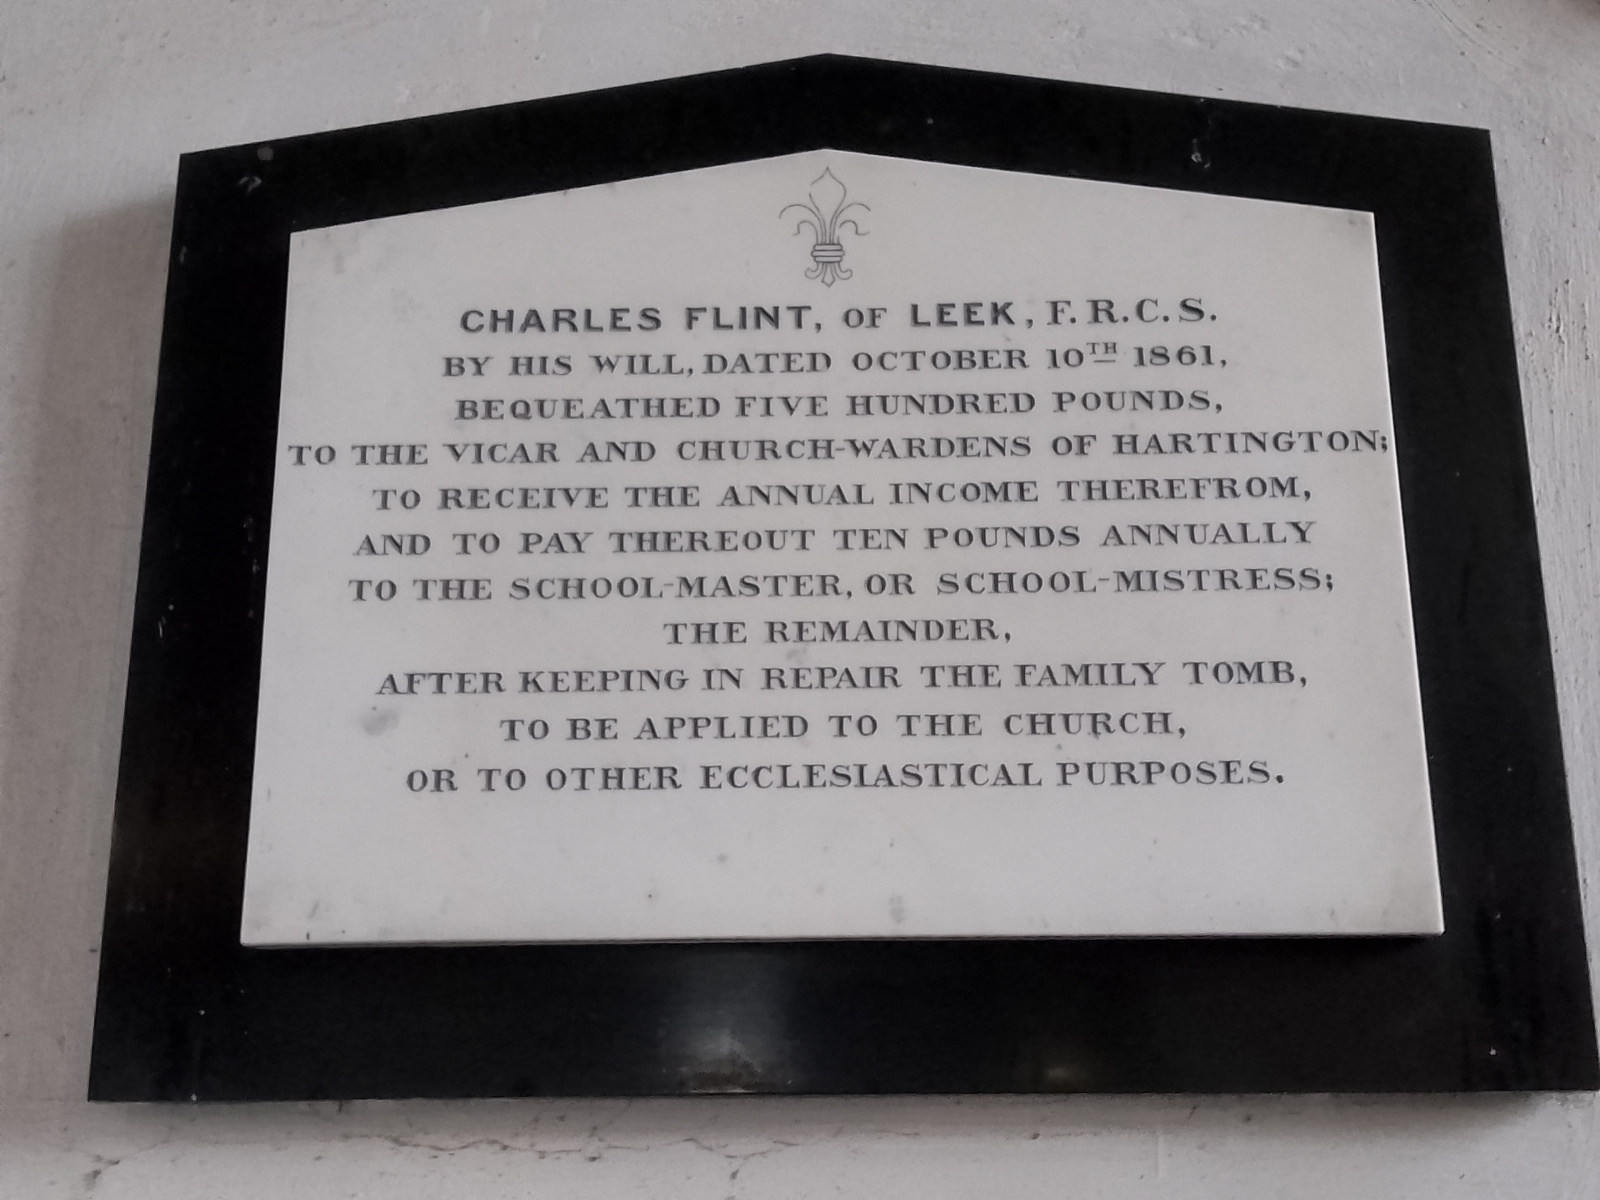 CHARLES FLINT, OF LEEK, F.R.C.S.
BY HIS WILL, DATED OCTOBER 10TH 1861,
BEQUEATHED FIVE HUNDRED POUNDS,
TO THE VICAR AND CHURCH-WARDENS OF HARTINGTON;
TO RECEIVE THE ANNUAL INCOME THEREFROM,
AND TO PAY THEREOUT TEN POUNDS ANNUALLY
TO THE SCHOOL-MASTER, OR SCHOOL-MISTRESS;
THE REMAINDER,
AFTER KEEPING IN REPAIR THE FAMILY TOMB,
TO BE APPLIED TO THE CHURCH,
OR TO OTHER ECCLESIASTICAL PURPOSES.